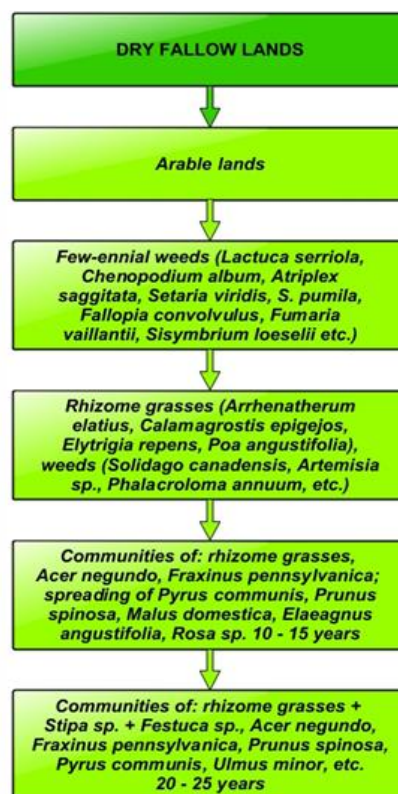 DRY FALLOW LANDS
Arable lands
Few-ennial weeds (Lactuca serriola,
Chenopodium album, Atriplex
saggitata, Setaria viridis, S. pumila,
Fallopia convolvulus, Fumaria
vaillantii, Sisymbrium loeselii etc.)
Rhizome grasses (Arrhenatherum
elatius, Calamagrostis epigejos,
Elytrigia repens, Poa angustifolia),
weeds (Solidago canadensis, Artemisia
sp., Phalacroloma annuum, etc.)
Communities of: rhizome grasses,
Acer negundo, Fraxinus pennsylvanica;
spreading of Pyrus communis, Prunus
spinosa, Malus domestica, Elaeagnus
angustifolia, Rosa sp. 10 - 15 years
Communities of: rhizome grasses +
Stipa sp. + Festuca sp., Acer negundo,
Fraxinus pennsylvanica, Prunus spinosa,
Pyrus communis, Ulmus minor, etc.
20 - 25 years